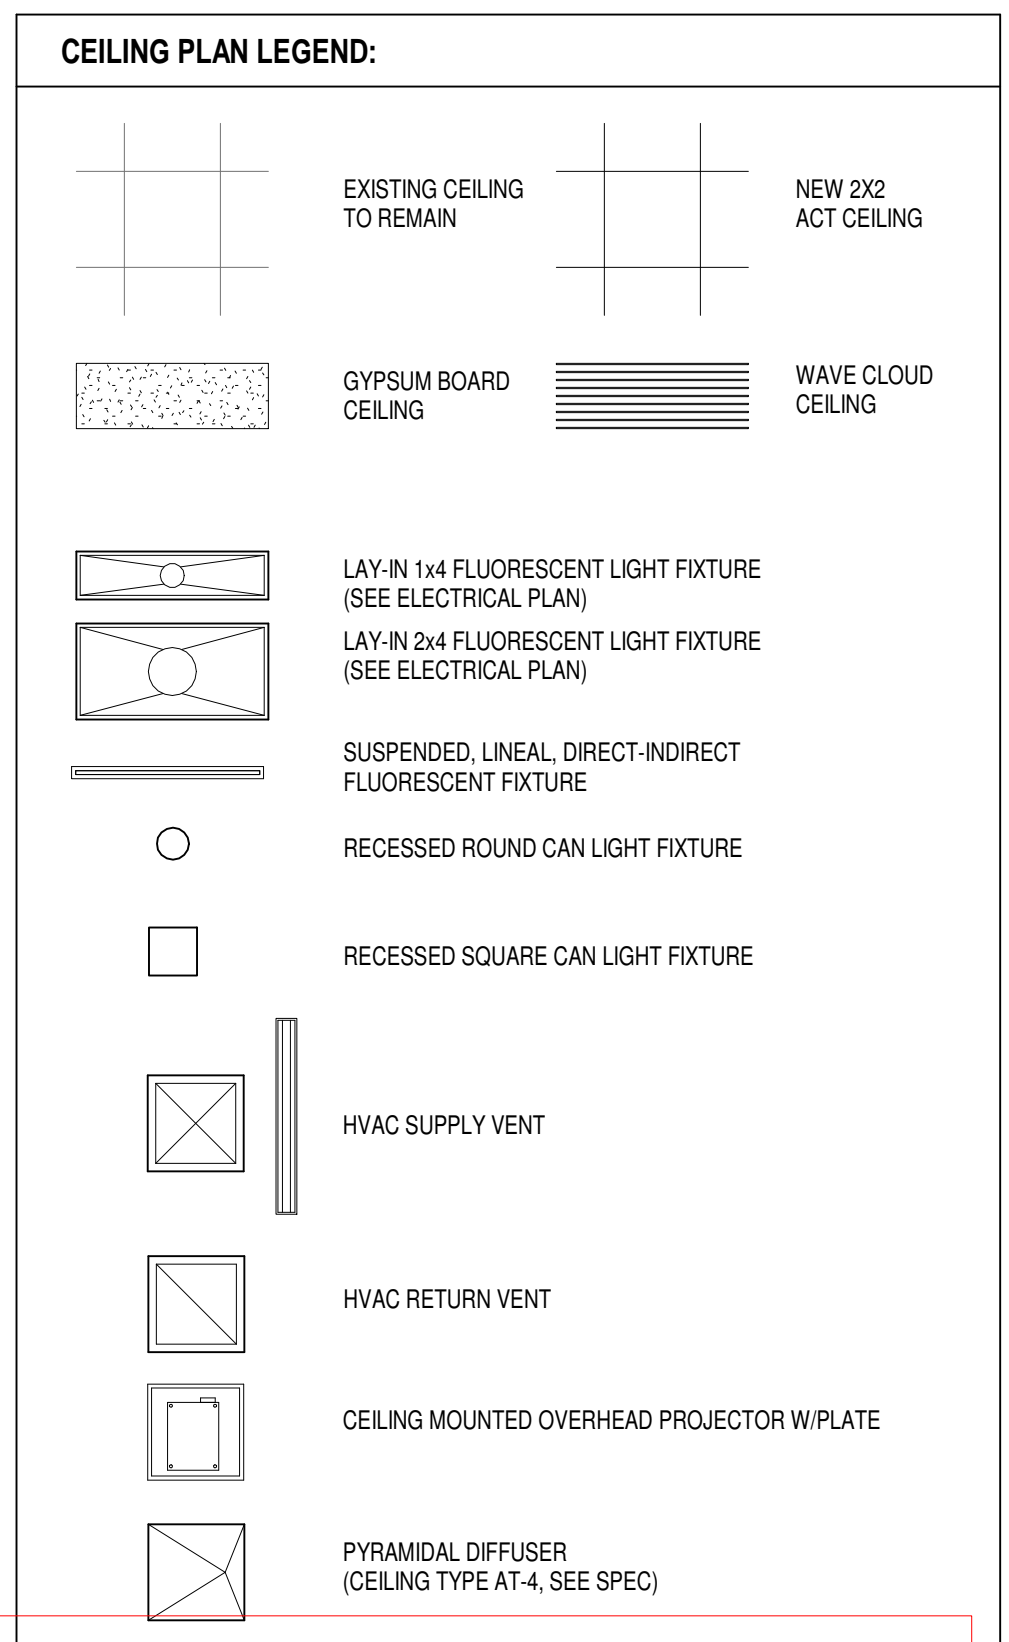 CEILING PLAN LEGEND:
EXISTING CEILING
TO REMAIN
NEW 2X2
ACT CEILING
GYPSUM BOARD
CEILING
WAVE CLOUD
CEILING
LAY-IN 1x4 FLUORESCENT LIGHT FIXTURE
(SEE ELECTRICAL PLAN)
LAY-IN 2x4 FLUORESCENT LIGHT FIXTURE
(SEE ELECTRICAL PLAN)
SUSPENDED, LINEAL, DIRECT-INDIRECT
FLUORESCENT FIXTURE
RECESSED ROUND CAN LIGHT FIXTURE
RECESSED SQUARE CAN LIGHT FIXTURE
HVAC SUPPLY VENT
HVAC RETURN VENT
CEILING MOUNTED OVERHEAD PROJECTOR W/PLATE
PYRAMIDAL DIFFUSER
(CEILING TYPE AT-4, SEE SPEC)